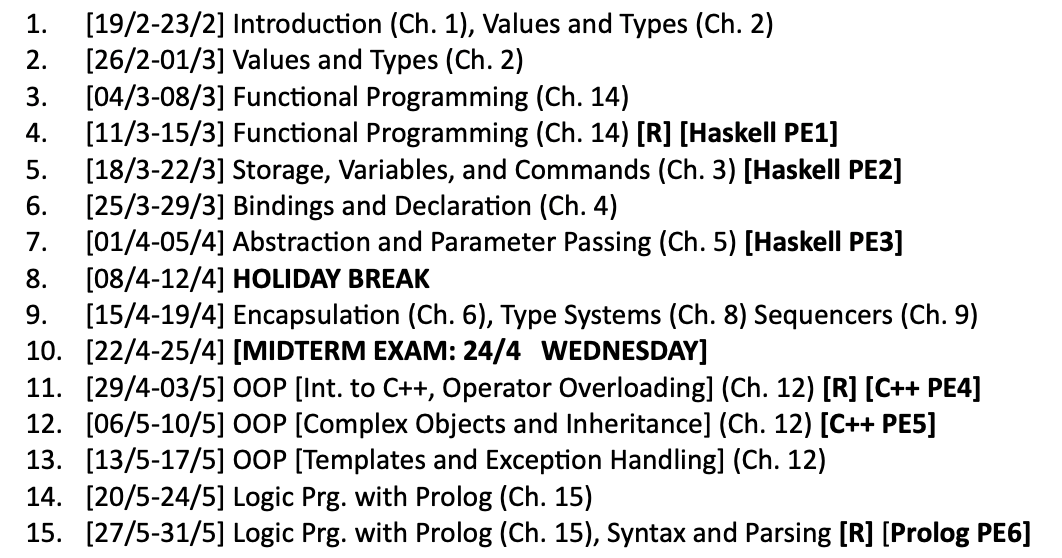 1. [19/2-23/2] Introduction (Ch. 1), Values and Types (Ch. 2)
2. [26/2-01/3] Values and Types (Ch. 2)
3. [04/3-08/3] Functional Programming (Ch. 14)
4. [11/3-15/3] Functional Programming (Ch. 14) [R] [Haskell PE1]
5. [18/3-22/3] Storage, Variables, and Commands (Ch. 3) [Haskell PE2]
6. [25/3-29/3] Bindings and Declaration (Ch. 4)
7. [01/4-05/4] Abstraction and Parameter Passing (Ch. 5) [Haskell PE3]
8. [08/4-12/4] HOLIDAY BREAK
9. [15/4-19/4] Encapsulation (Ch. 6), Type Systems (Ch. 8) Sequencers (Ch. 9)
10. [22/4-25/4] [MIDTERM EXAM: 24/4 WEDNESDAY]
11. [29/4-03/5] OOP [Int. to C++, Operator Overloading] (Ch. 12) [R] [C++ PE4]
12. [06/5-10/5] OOP [Complex Objects and Inheritance] (Ch. 12) [C++ PE5]
13. [13/5-17/5] OOP [Templates and Exception Handling] (Ch. 12)
14. [20/5-24/5] Logic Prg. with Prolog (Ch. 15)
15. [27/5-31/5] Logic Prg. with Prolog (Ch. 15), Syntax and Parsing [R] [Prolog PE6]